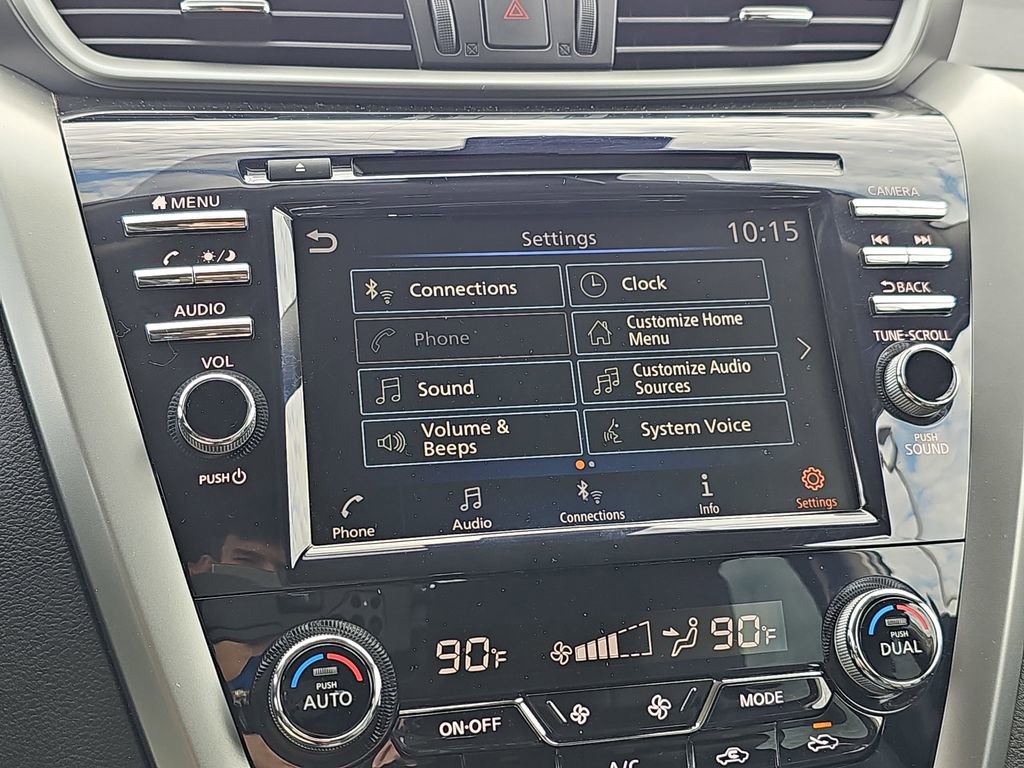 MENU
CAMERA
AUDIO
VOL
PUSH
BACK
TUNE·SCROLL
PUSH
SOUND
Settings
10:15
Connections
Clock
Phone
Customize Home
Menu
Sound
Customize Audio
Sources
Volume &
Beeps
System Voice
Phone
Audio
Connections
Info
Settings
90°F
90°F
PUSH
AUTO
PUSH
DUAL
ON·OFF
MODE
A/C